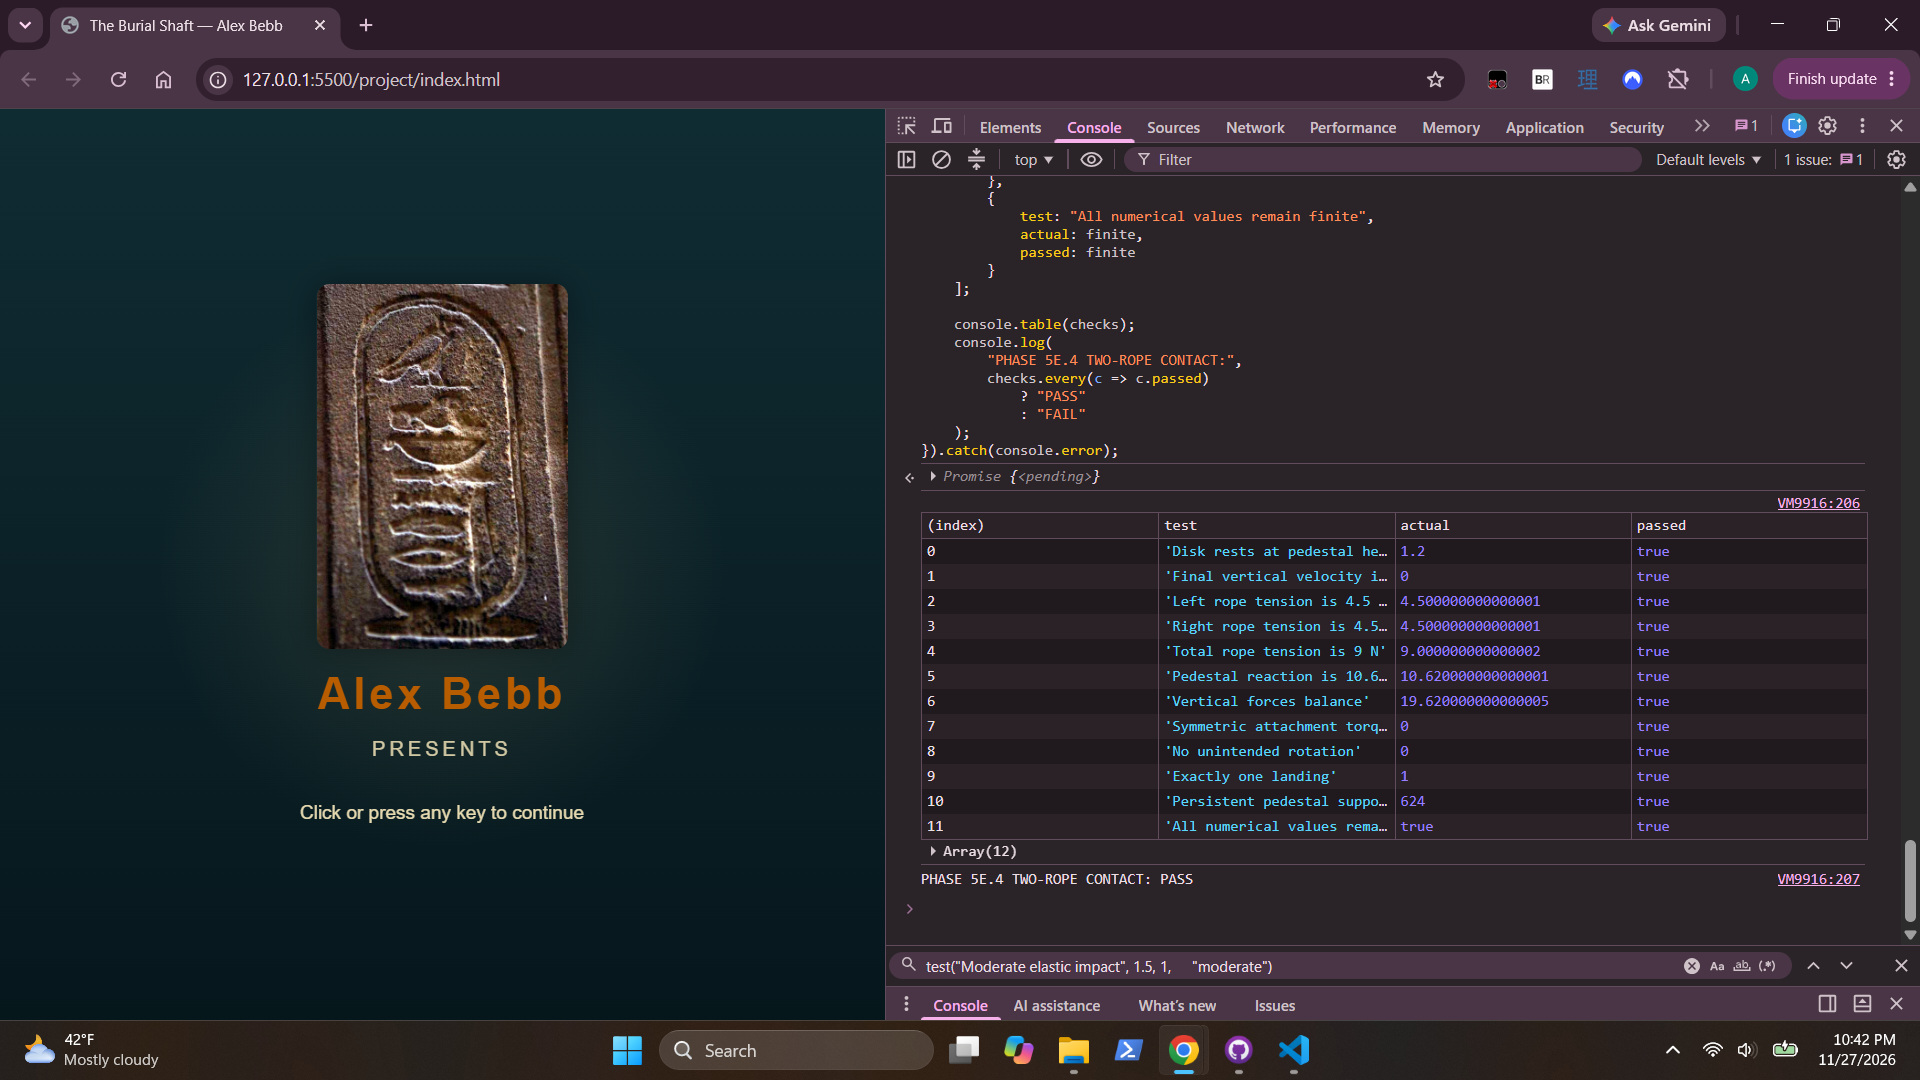 The Burial Shaft — Alex Bebb
Ask Gemini
127.0.0.1:5500/project/index.html
BR
理
A
Finish update
Alex Bebb
PRESENTS
Click or press any key to continue
Elements Console Sources Network Performance Memory Application Security 1
top Filter Default levels 1 issue: 1
},
{
test: "All numerical values remain finite",
actual: finite,
passed: finite
}
];
console.table(checks);
console.log(
"PHASE 5E.4 TWO-ROPE CONTACT:",
checks.every(c => c.passed)
? "PASS"
: "FAIL"
);
}).catch(console.error);
Promise {<pending>}
VM9916:206
(index) test actual passed
0 'Disk rests at pedestal he… 1.2 true
1 'Final vertical velocity i… 0 true
2 'Left rope tension is 4.5 … 4.500000000000001 true
3 'Right rope tension is 4.5… 4.500000000000001 true
4 'Total rope tension is 9 N' 9.000000000000002 true
5 'Pedestal reaction is 10.6… 10.620000000000001 true
6 'Vertical forces balance' 19.620000000000005 true
7 'Symmetric attachment torq… 0 true
8 'No unintended rotation' 0 true
9 'Exactly one landing' 1 true
10 'Persistent pedestal suppo… 624 true
11 'All numerical values rema… true true
Array(12)
PHASE 5E.4 TWO-ROPE CONTACT: PASS VM9916:207
test("Moderate elastic impact", 1.5, 1, "moderate") Aa ab (.*)
Console AI assistance What's new Issues
42°F
Mostly cloudy
Search
10:42 PM
11/27/2026